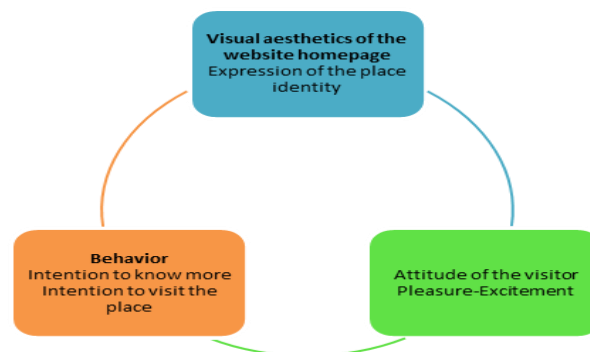 Visual aesthetics of the
website homepage
Expression of the place
identity
Behavior
Intention to know more
Intention to visit the
place
Attitude of the visitor
Pleasure-Excitement